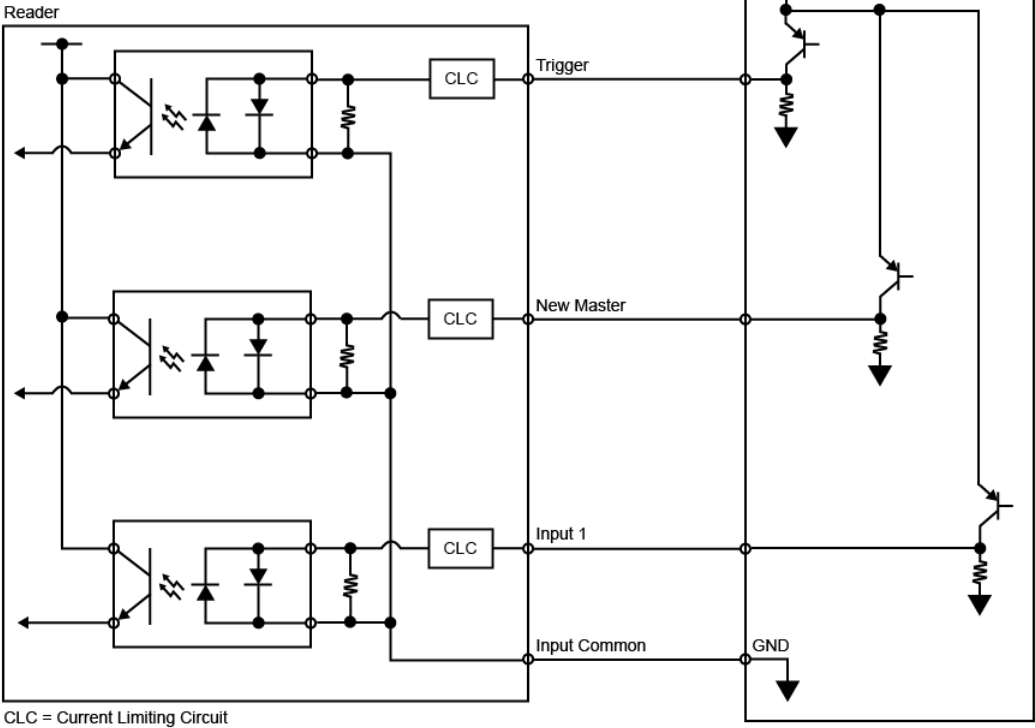 Reader
CLC
Trigger
CLC
New Master
CLC
Input 1
Input Common
GND
CLC = Current Limiting Circuit